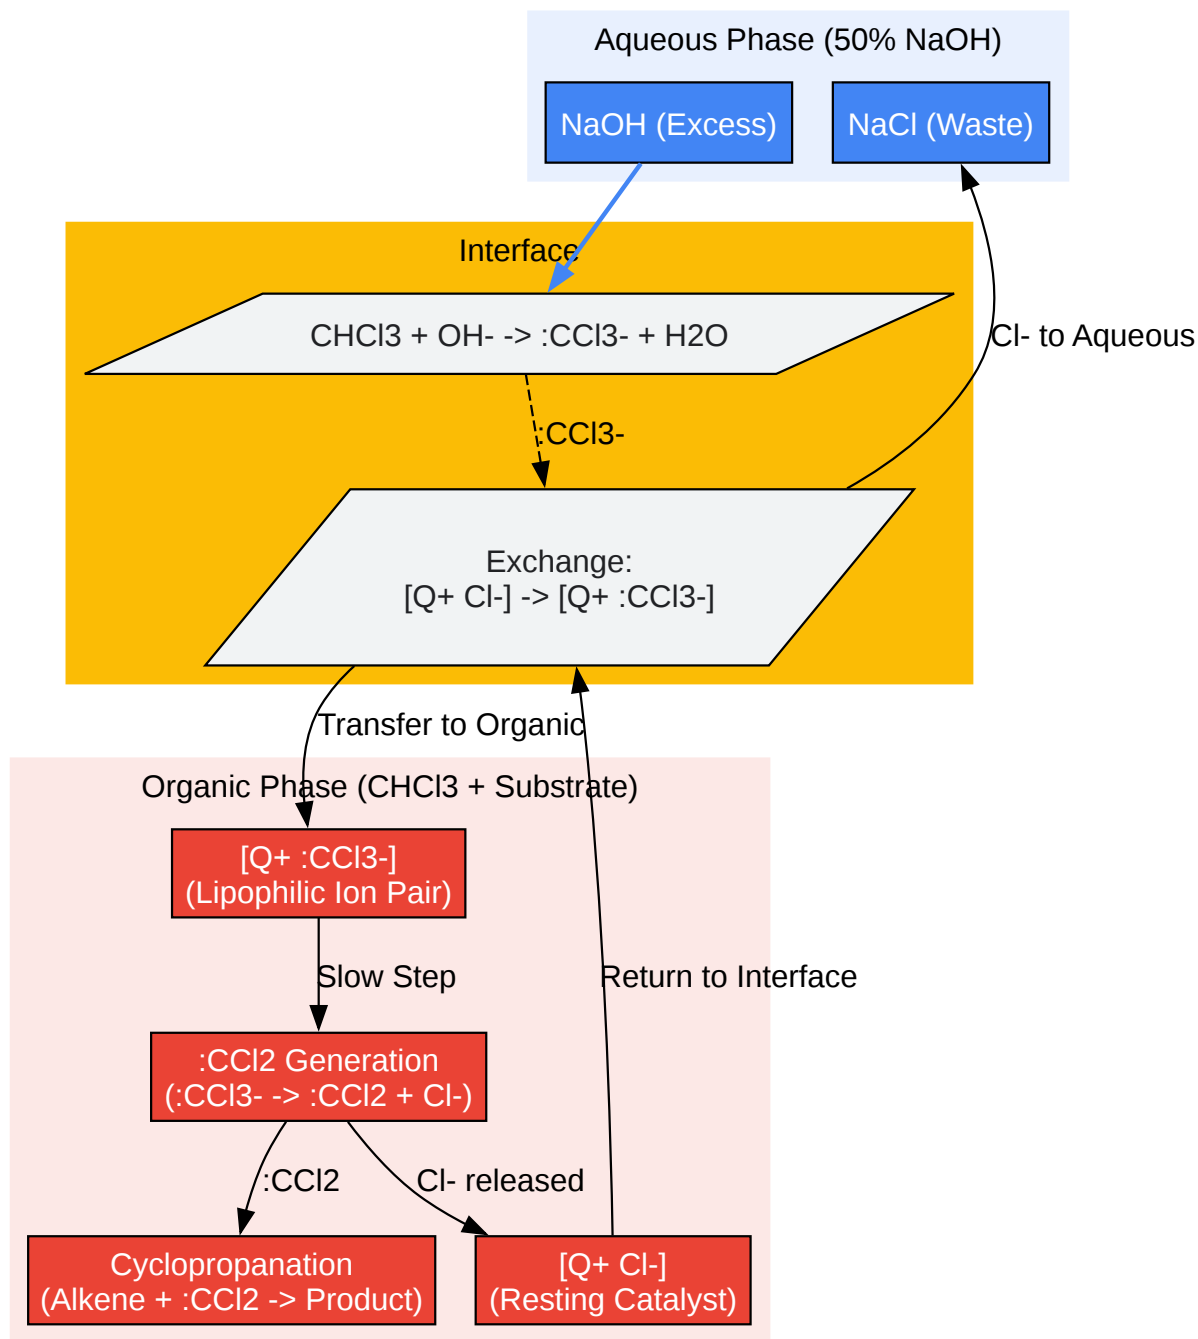 Aqueous Phase (50% NaOH)
NaOH (Excess)
NaCl (Waste)
Interface
CHCl3 + OH- -> :CCl3- + H2O
Cl- to Aqueous
:CCl3-
Exchange:
[Q+ Cl-] -> [Q+ :CCl3-]
Transfer to Organic
Organic Phase (CHCl3 + Substrate)
[Q+ :CCl3-]
(Lipophilic Ion Pair)
Slow Step
Return to Interface
:CCl2 Generation
(:CCl3- -> :CCl2 + Cl-)
:CCl2
Cl- released
Cyclopropanation
(Alkene + :CCl2 -> Product)
[Q+ Cl-]
(Resting Catalyst)